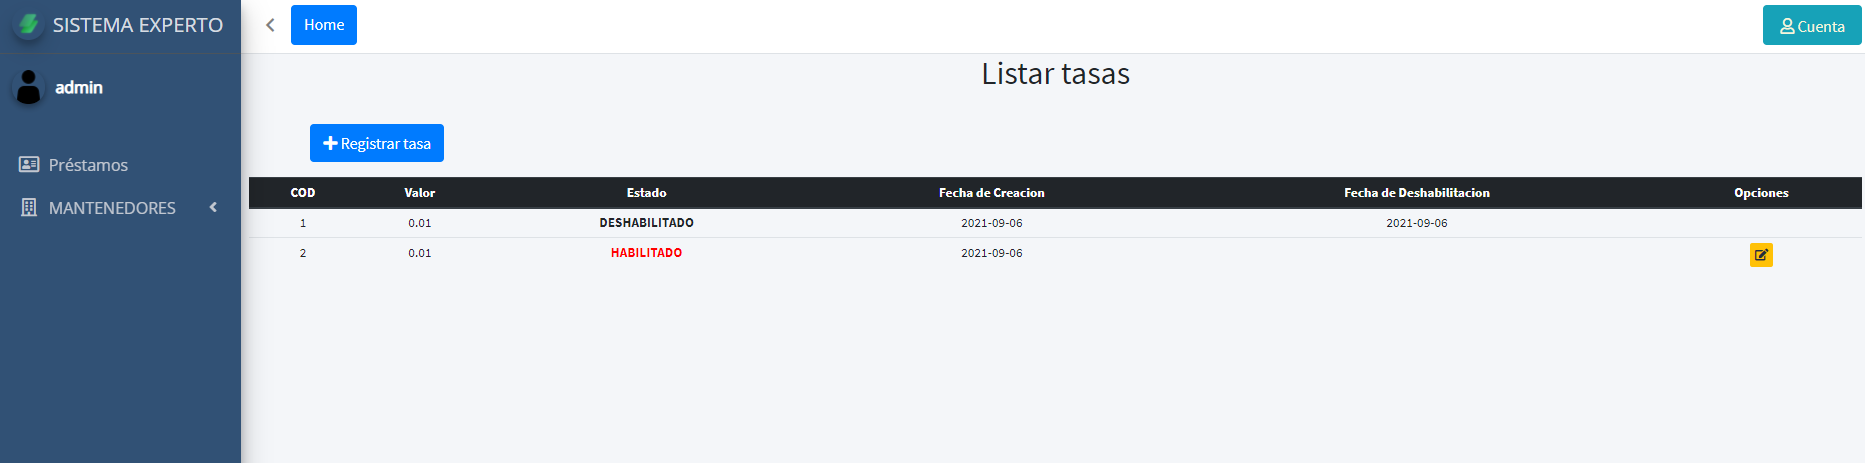 SISTEMA EXPERTO
Home
Cuenta
admin
Listar tasas
Préstamos
MANTENEDORES
Registrar tasa
COD Valor Estado Fecha de Creacion Fecha de Deshabilitacion Opciones
1 0.01 DESHABILITADO 2021-09-06 2021-09-06
2 0.01 HABILITADO 2021-09-06